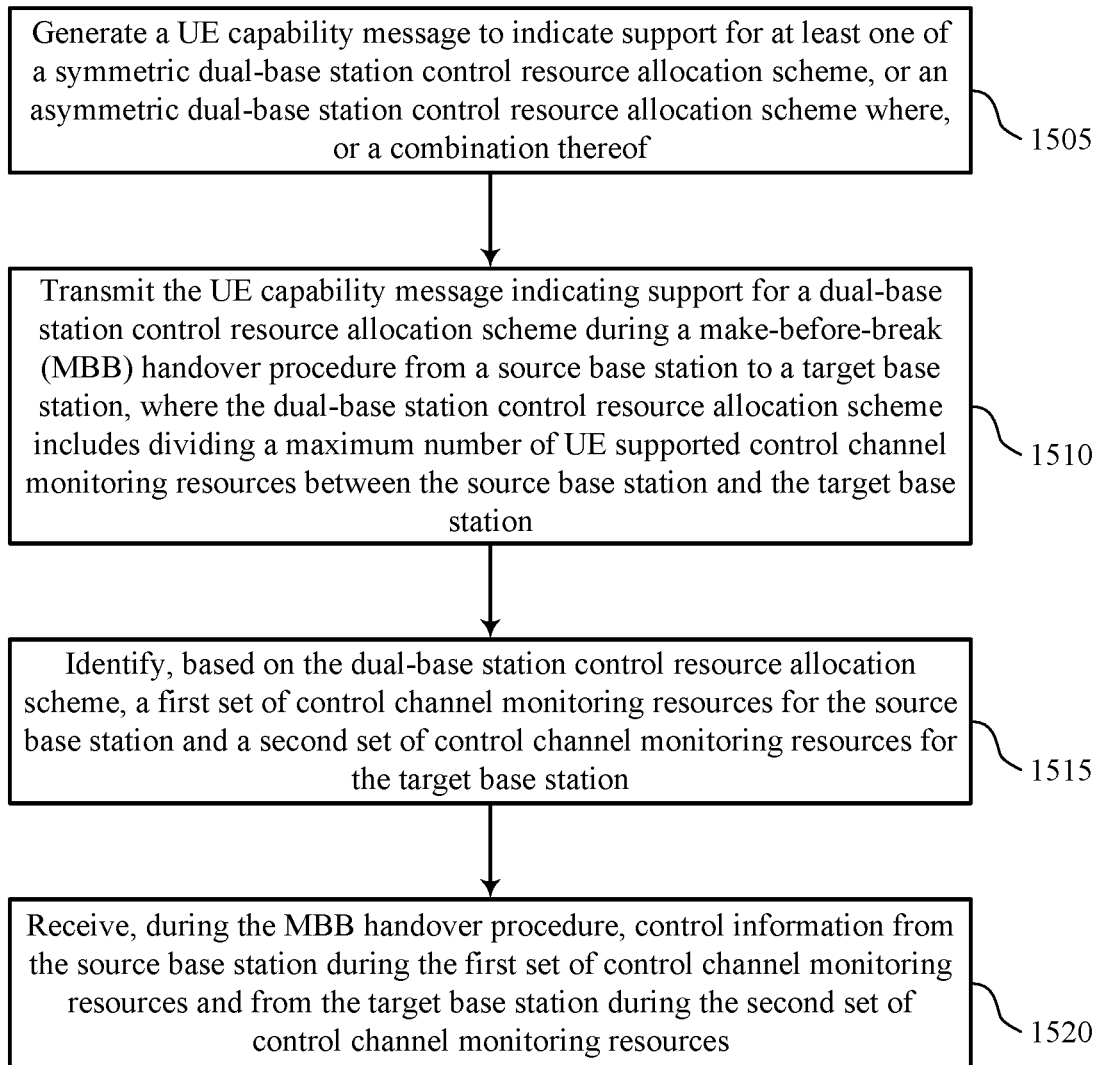 Generate a UE capability message to indicate support for at least one of
a symmetric dual-base station control resource allocation scheme, or an
asymmetric dual-base station control resource allocation scheme where,
or a combination thereof
1505
Transmit the UE capability message indicating support for a dual-base
station control resource allocation scheme during a make-before-break
(MBB) handover procedure from a source base station to a target base
station, where the dual-base station control resource allocation scheme
includes dividing a maximum number of UE supported control channel
monitoring resources between the source base station and the target base
station
1510
Identify, based on the dual-base station control resource allocation
scheme, a first set of control channel monitoring resources for the source
base station and a second set of control channel monitoring resources for
the target base station
1515
Receive, during the MBB handover procedure, control information from
the source base station during the first set of control channel monitoring
resources and from the target base station during the second set of
control channel monitoring resources
1520